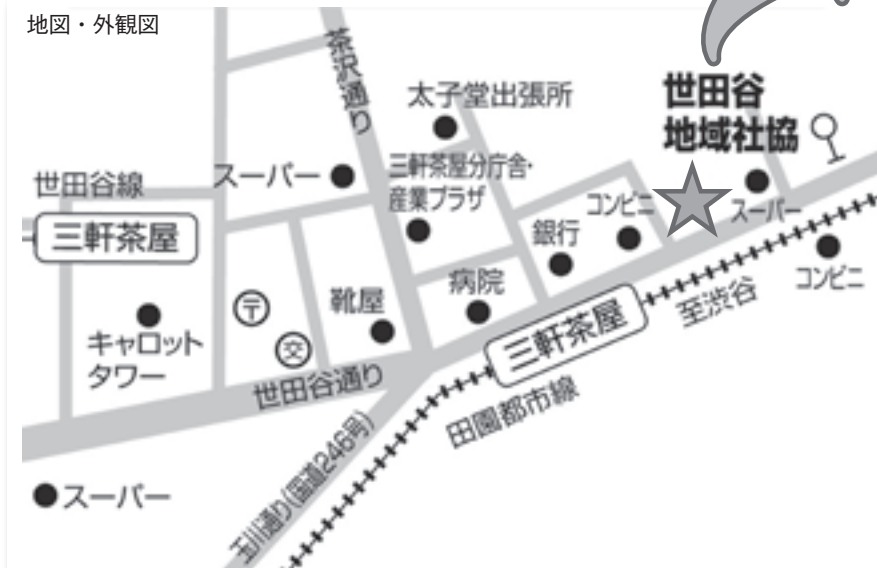 地図・外観図
茶沢通り
太子堂出張所
世田谷
地域社協
三軒茶屋分庁舎・
産業プラザ
スーパー
世田谷線
三軒茶屋
コンビニ
スーパー
銀行
コンビニ
病院
靴屋
〒
交
キャロット
タワー
三軒茶屋
至渋谷
世田谷通り
田園都市線
玉川通り(国道246号)
スーパー